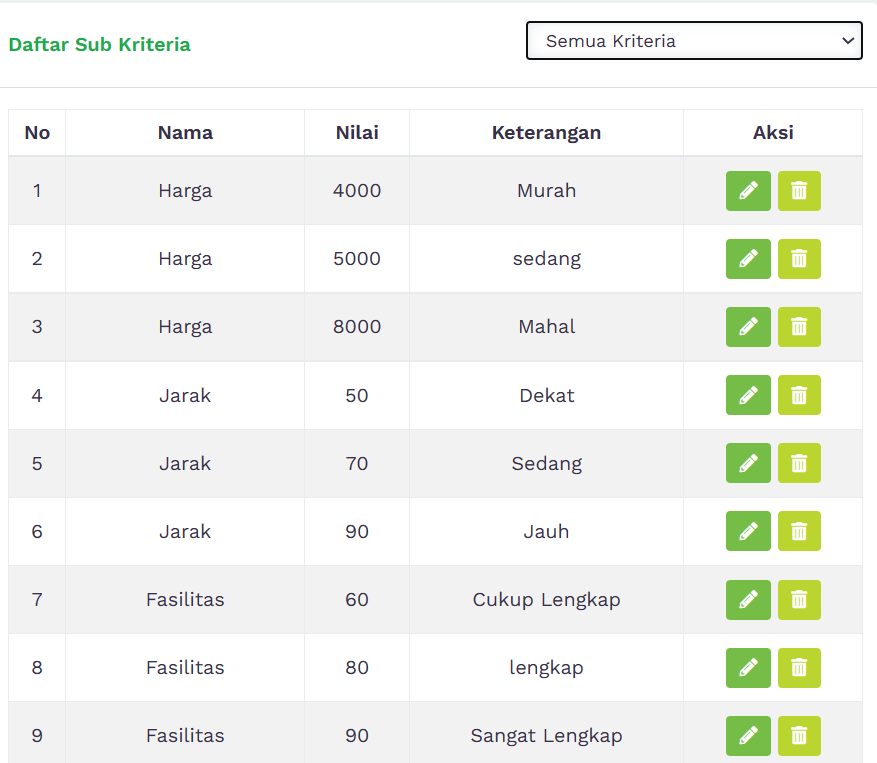 Daftar Sub Kriteria
Semua Kriteria
No Nama Nilai Keterangan Aksi
1 Harga 4000 Murah
2 Harga 5000 sedang
3 Harga 8000 Mahal
4 Jarak 50 Dekat
5 Jarak 70 Sedang
6 Jarak 90 Jauh
7 Fasilitas 60 Cukup Lengkap
8 Fasilitas 80 lengkap
9 Fasilitas 90 Sangat Lengkap